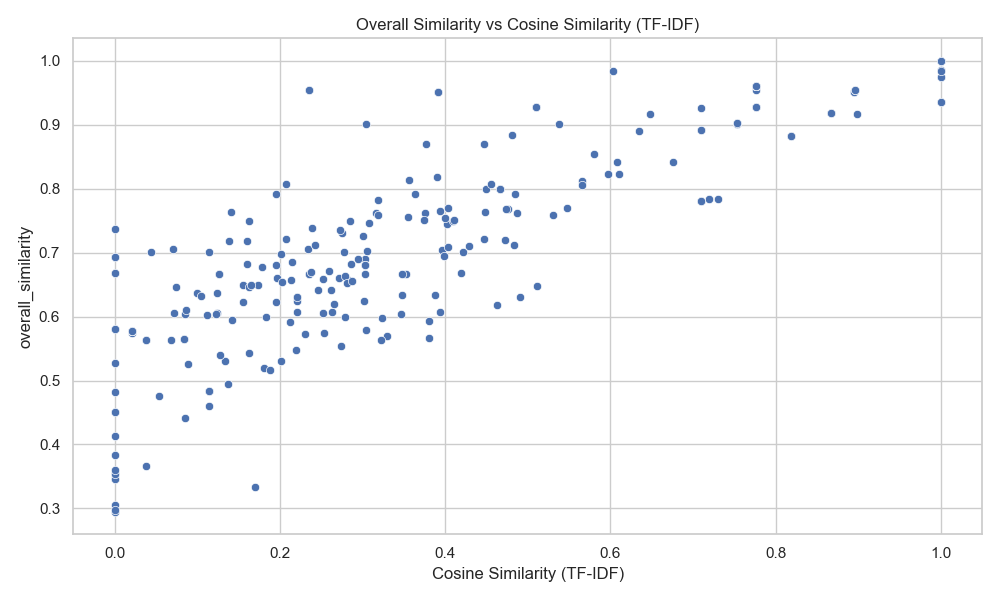 Overall Similarity vs Cosine Similarity (TF-IDF)
overall_similarity
1.0
0.9
0.8
0.7
0.6
0.5
0.4
0.3
0.0 0.2 0.4 0.6 0.8 1.0
Cosine Similarity (TF-IDF)